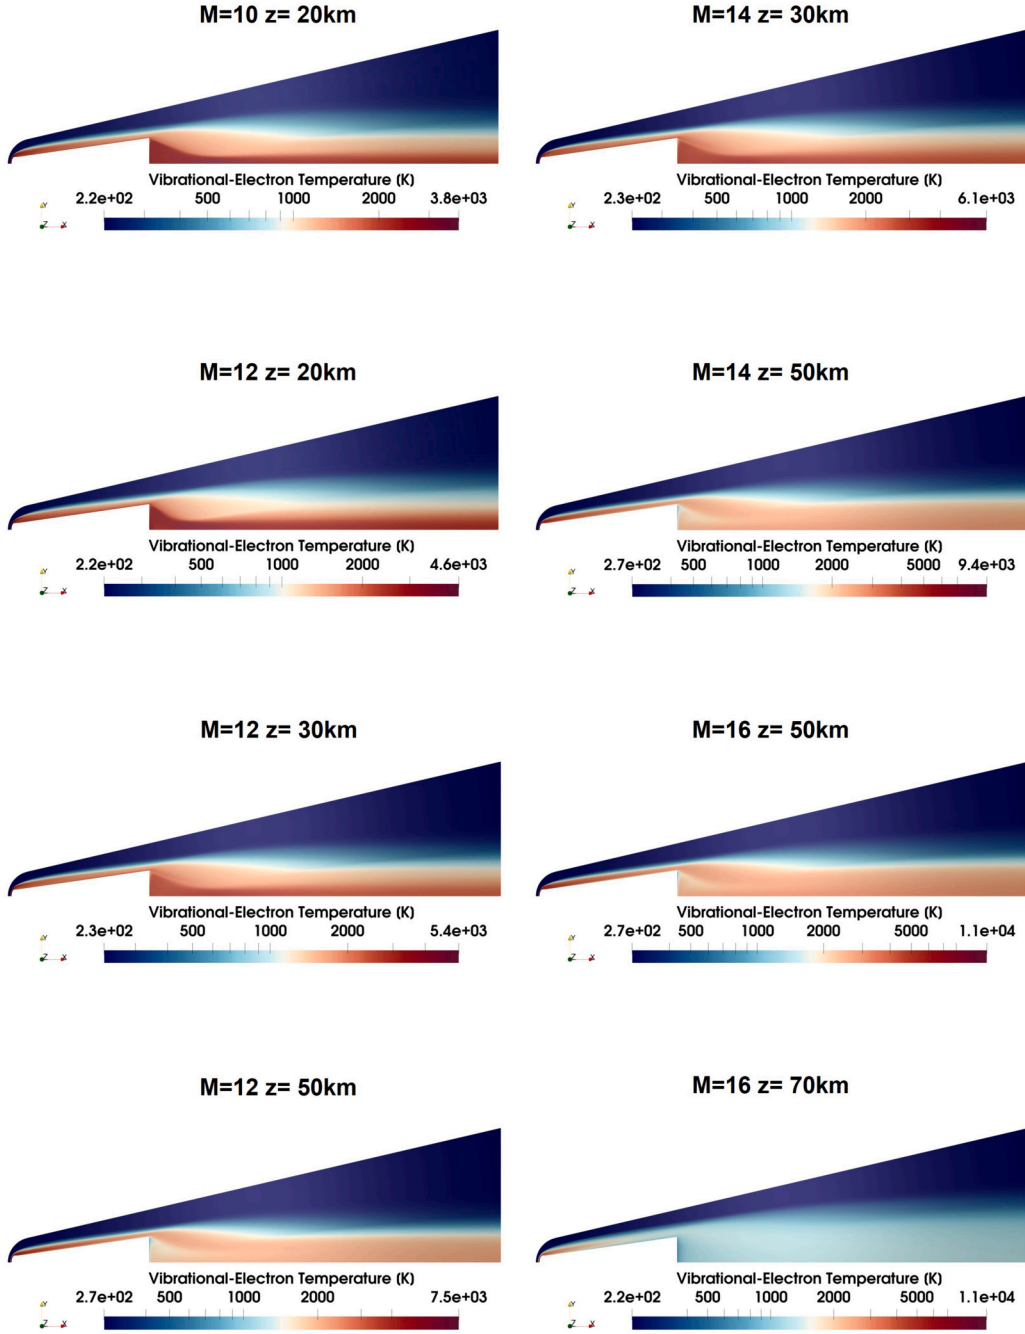 M=10 z= 20km
Vibrational-Electron Temperature (K)
2.2e+02 500 1000 2000 3.8e+03
Y
Z X
M=14 z= 30km
Vibrational-Electron Temperature (K)
2.3e+02 500 1000 2000 6.1e+03
Y
Z X
M=12 z= 20km
Vibrational-Electron Temperature (K)
2.2e+02 500 1000 2000 4.6e+03
Y
Z X
M=14 z= 50km
Vibrational-Electron Temperature (K)
2.7e+02 500 1000 2000 5000 9.4e+03
Y
Z X
M=12 z= 30km
Vibrational-Electron Temperature (K)
2.3e+02 500 1000 2000 5.4e+03
Y
Z X
M=16 z= 50km
Vibrational-Electron Temperature (K)
2.7e+02 500 1000 2000 5000 1.1e+04
Y
Z X
M=12 z= 50km
Vibrational-Electron Temperature (K)
2.7e+02 500 1000 2000 7.5e+03
Y
Z X
M=16 z= 70km
Vibrational-Electron Temperature (K)
2.2e+02 500 1000 2000 5000 1.1e+04
Y
Z X